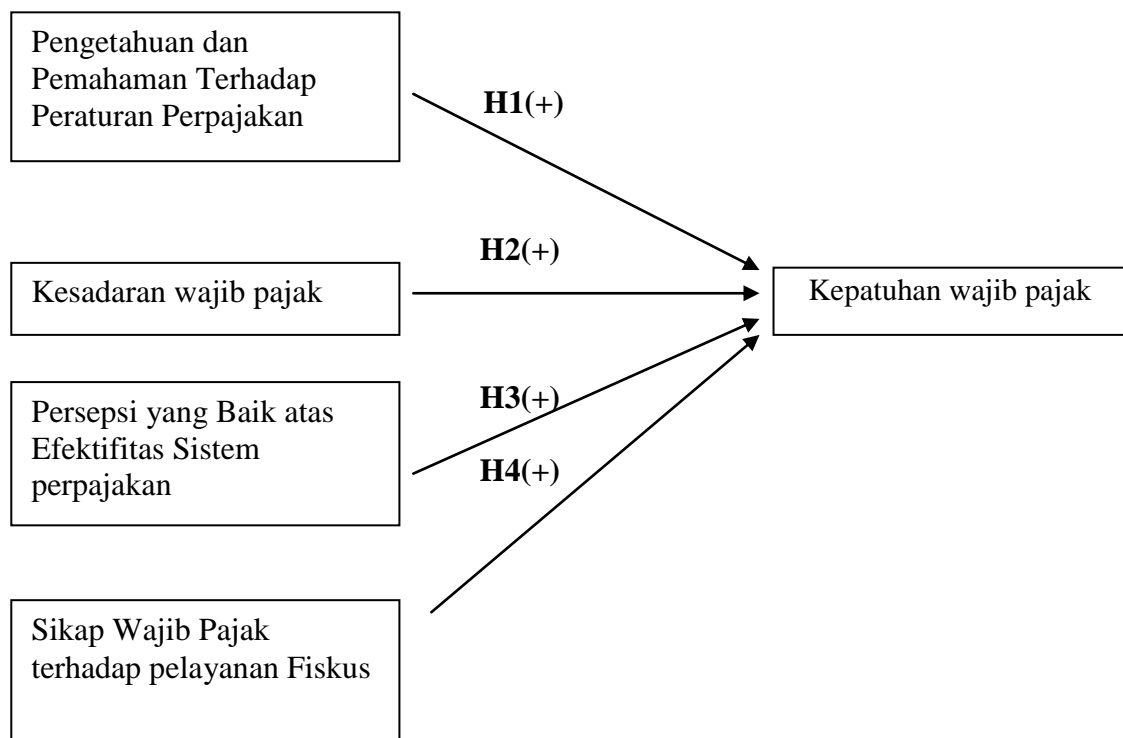 Pengetahuan dan
Pemahaman Terhadap
Peraturan Perpajakan
H1(+)
H2(+)
Kesadaran wajib pajak
Kepatuhan wajib pajak
Persepsi yang Baik atas
Efektifitas Sistem
perpajakan
H3(+)
H4(+)
Sikap Wajib Pajak
terhadap pelayanan Fiskus